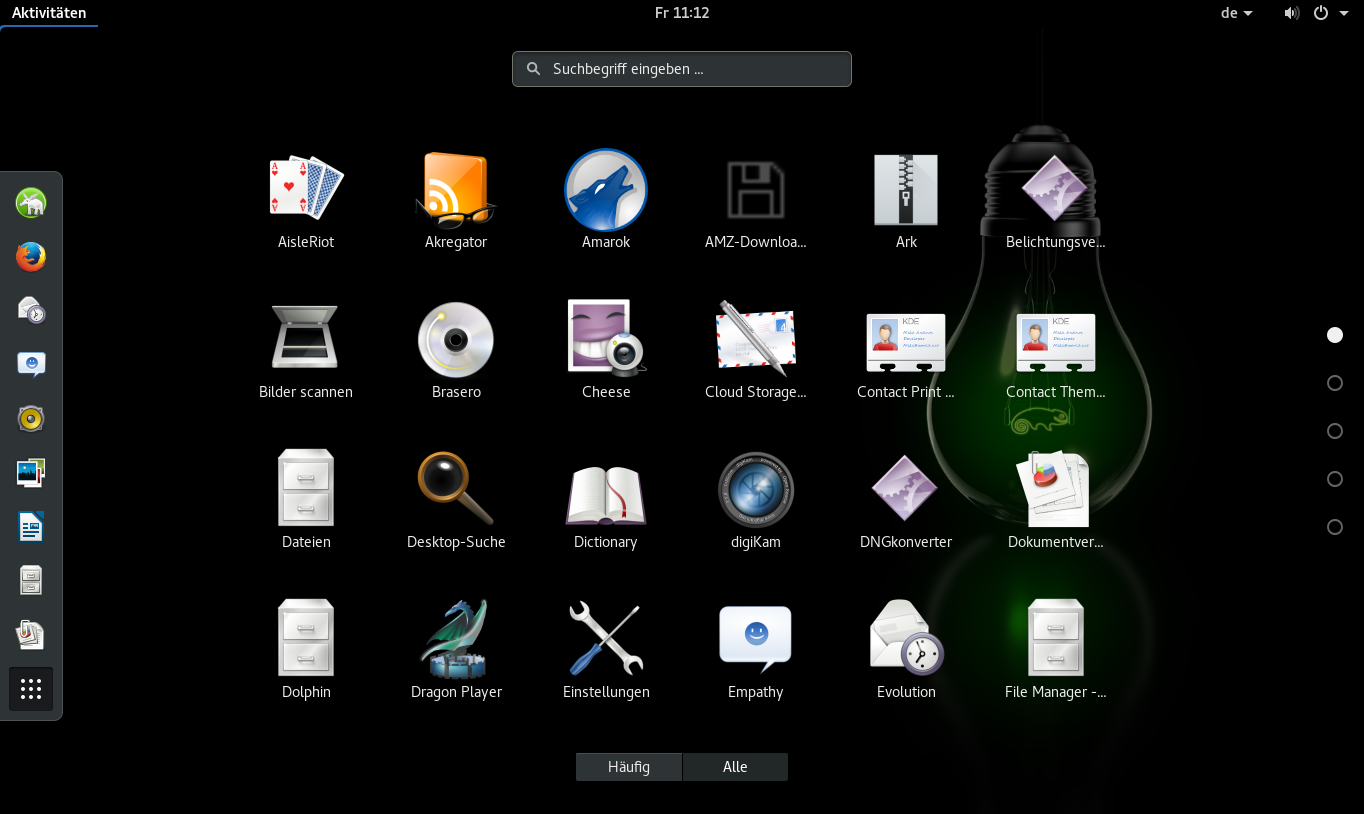 Aktivitäten
Fr 11:12
de
Suchbegriff eingeben ...
AisleRiot
Akregator
Amarok
AMZ-Downloa...
Ark
Belichtungsve...
Bilder scannen
Brasero
Cheese
Cloud Storage...
KDE
Contact Print ...
KDE
Contact Them...
Dateien
Desktop-Suche
Dictionary
digiKam
DNGkonverter
Dokumentver...
Dolphin
Dragon Player
Einstellungen
Empathy
Evolution
File Manager -...
Häufig
Alle